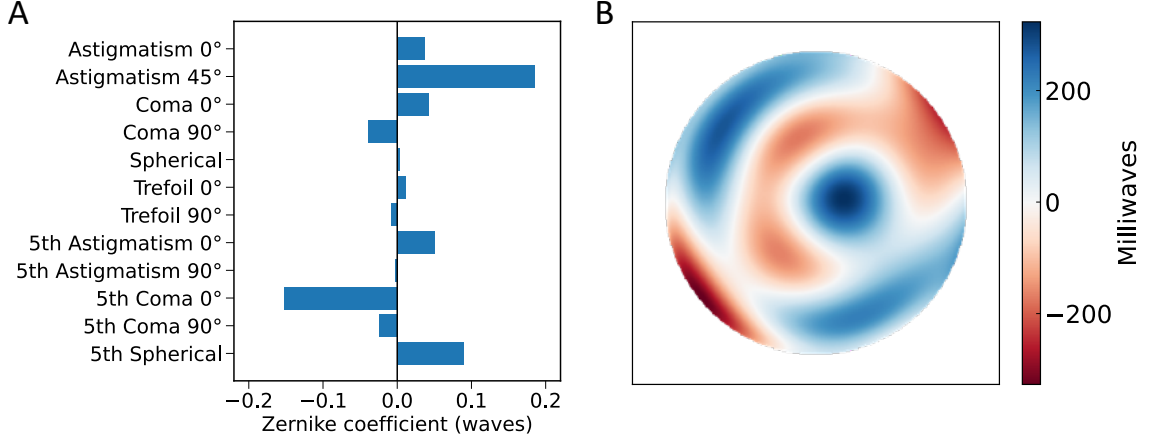 A
Astigmatism 0°
Astigmatism 45°
Coma 0°
Coma 90°
Spherical
Trefoil 0°
Trefoil 90°
5th Astigmatism 0°
5th Astigmatism 90°
5th Coma 0°
5th Coma 90°
5th Spherical
−0.2 −0.1 0.0 0.1 0.2
Zernike coefficient (waves)
B
200
0
−200
Milliwaves